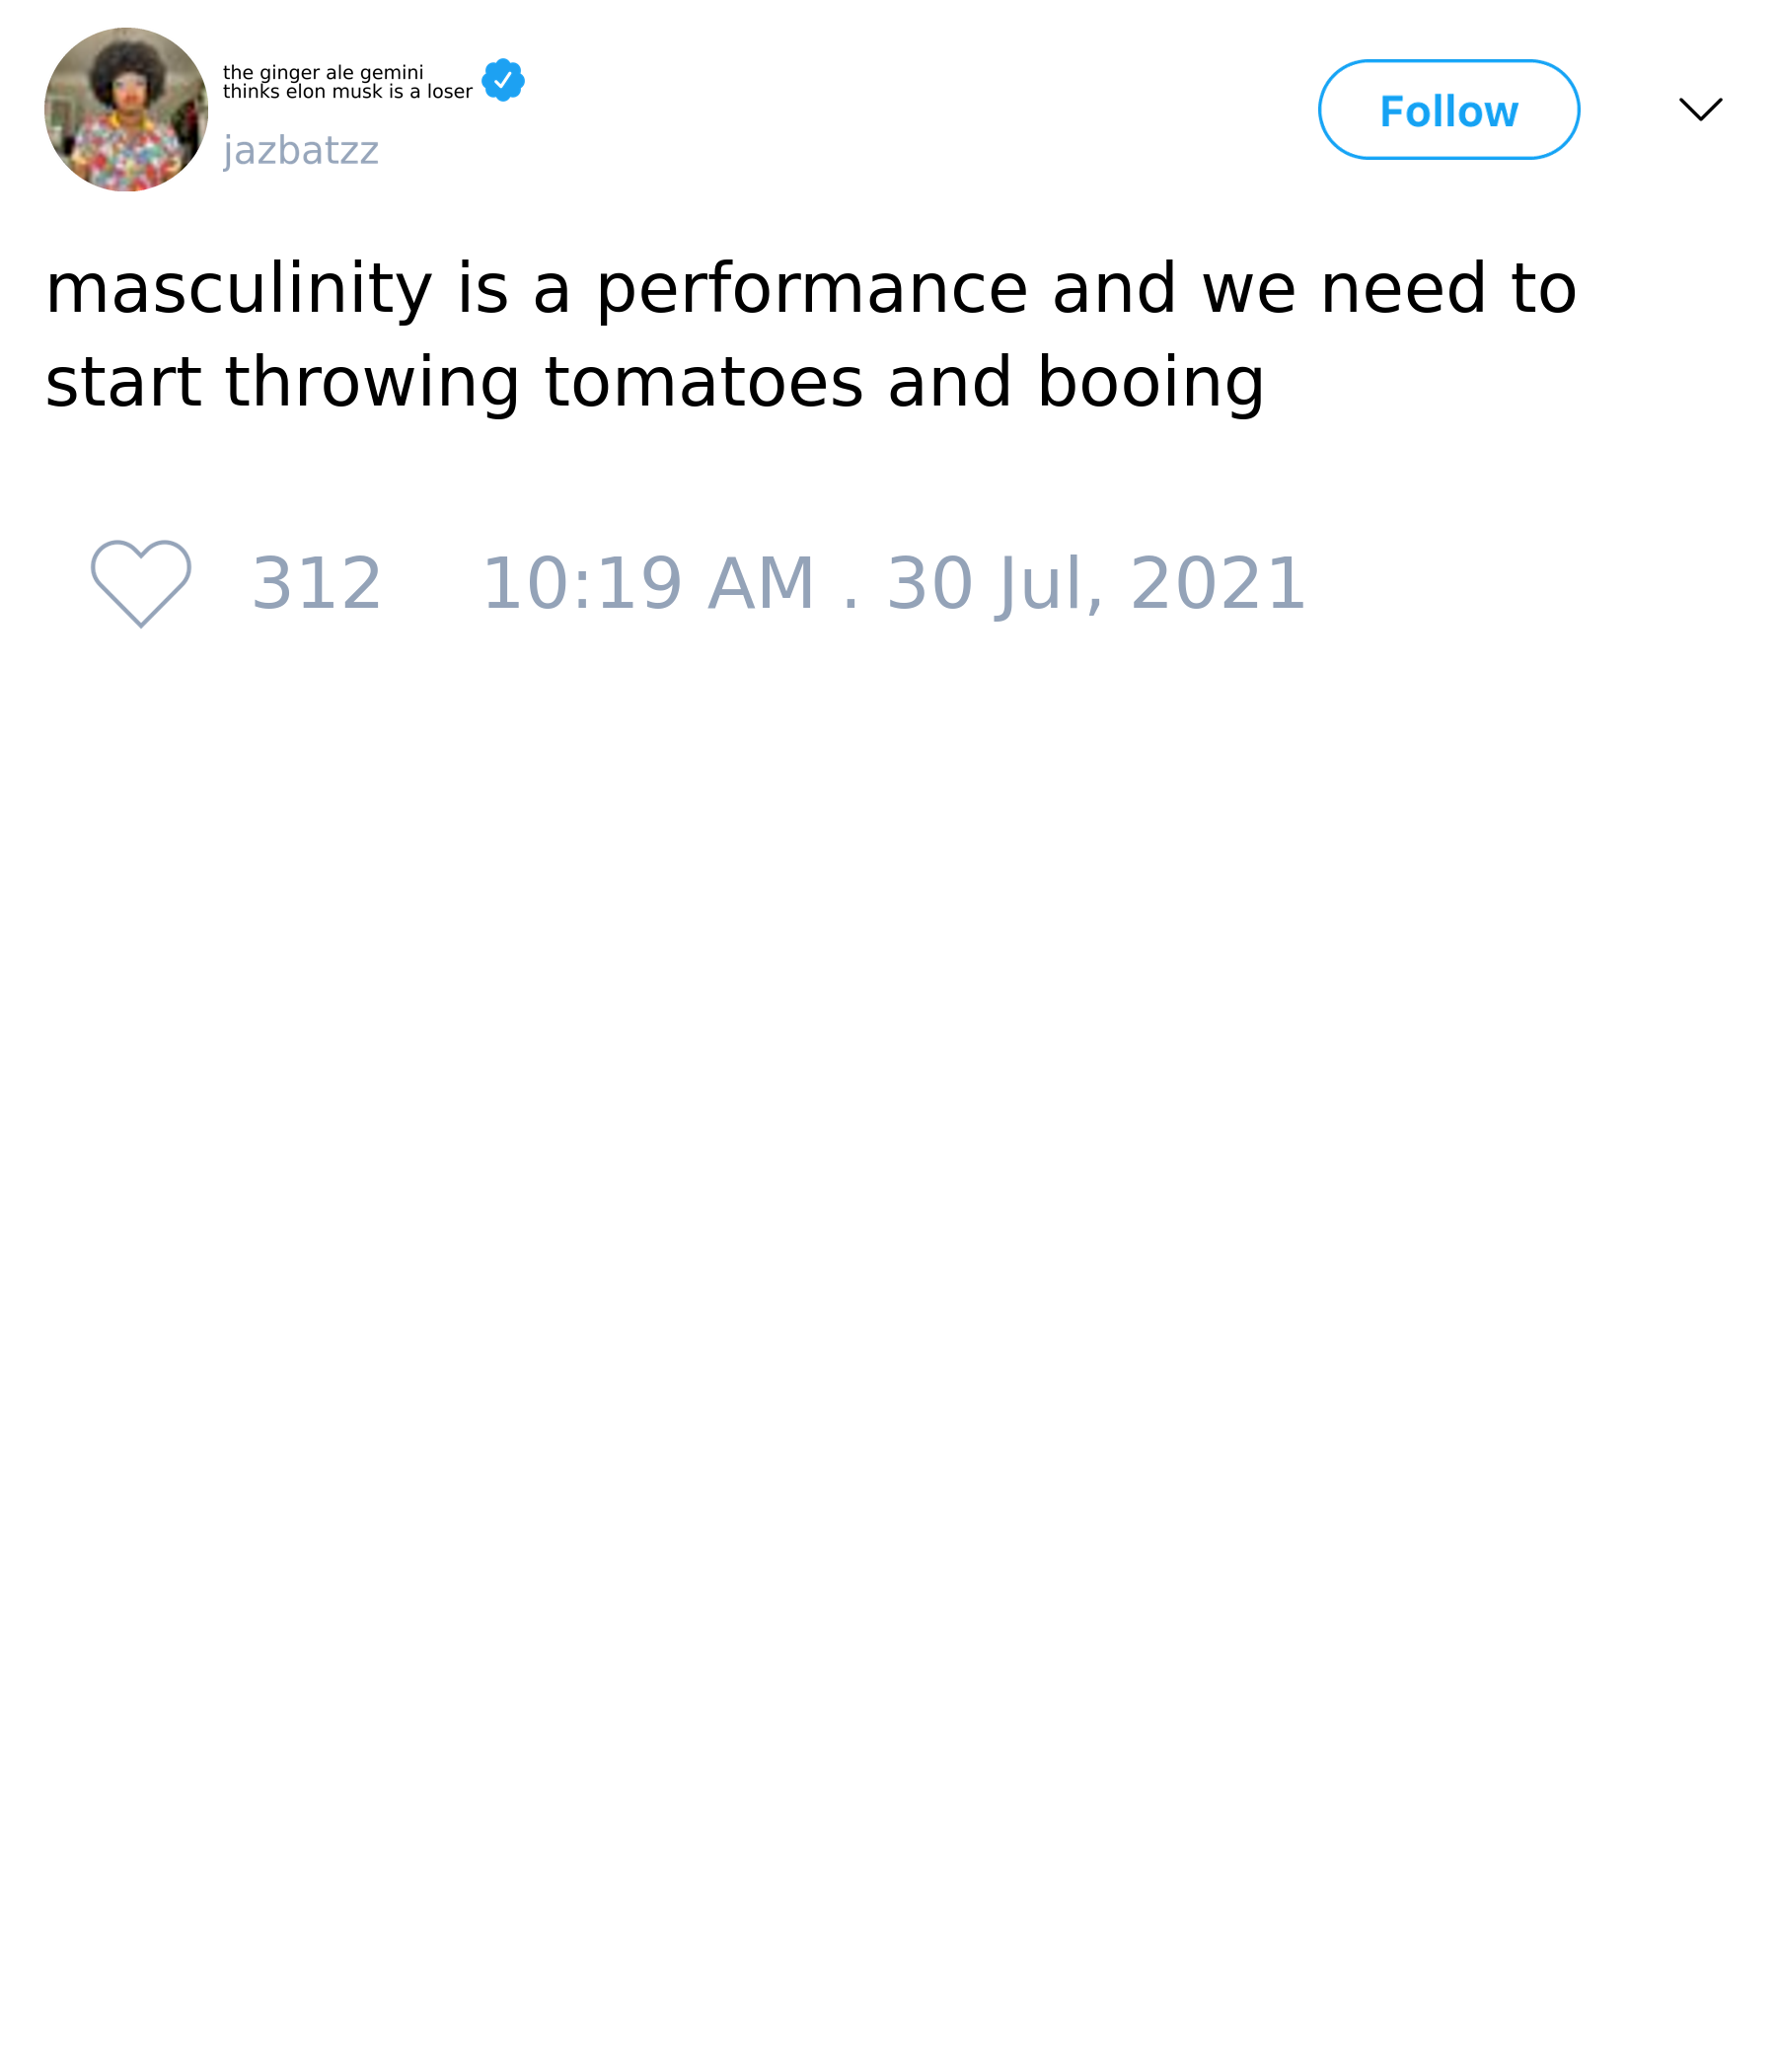 the ginger ale gemini
thinks elon musk is a loser
jazbatzz
Follow
masculinity is a performance and we need to
start throwing tomatoes and booing
312 10:19 AM . 30 Jul, 2021